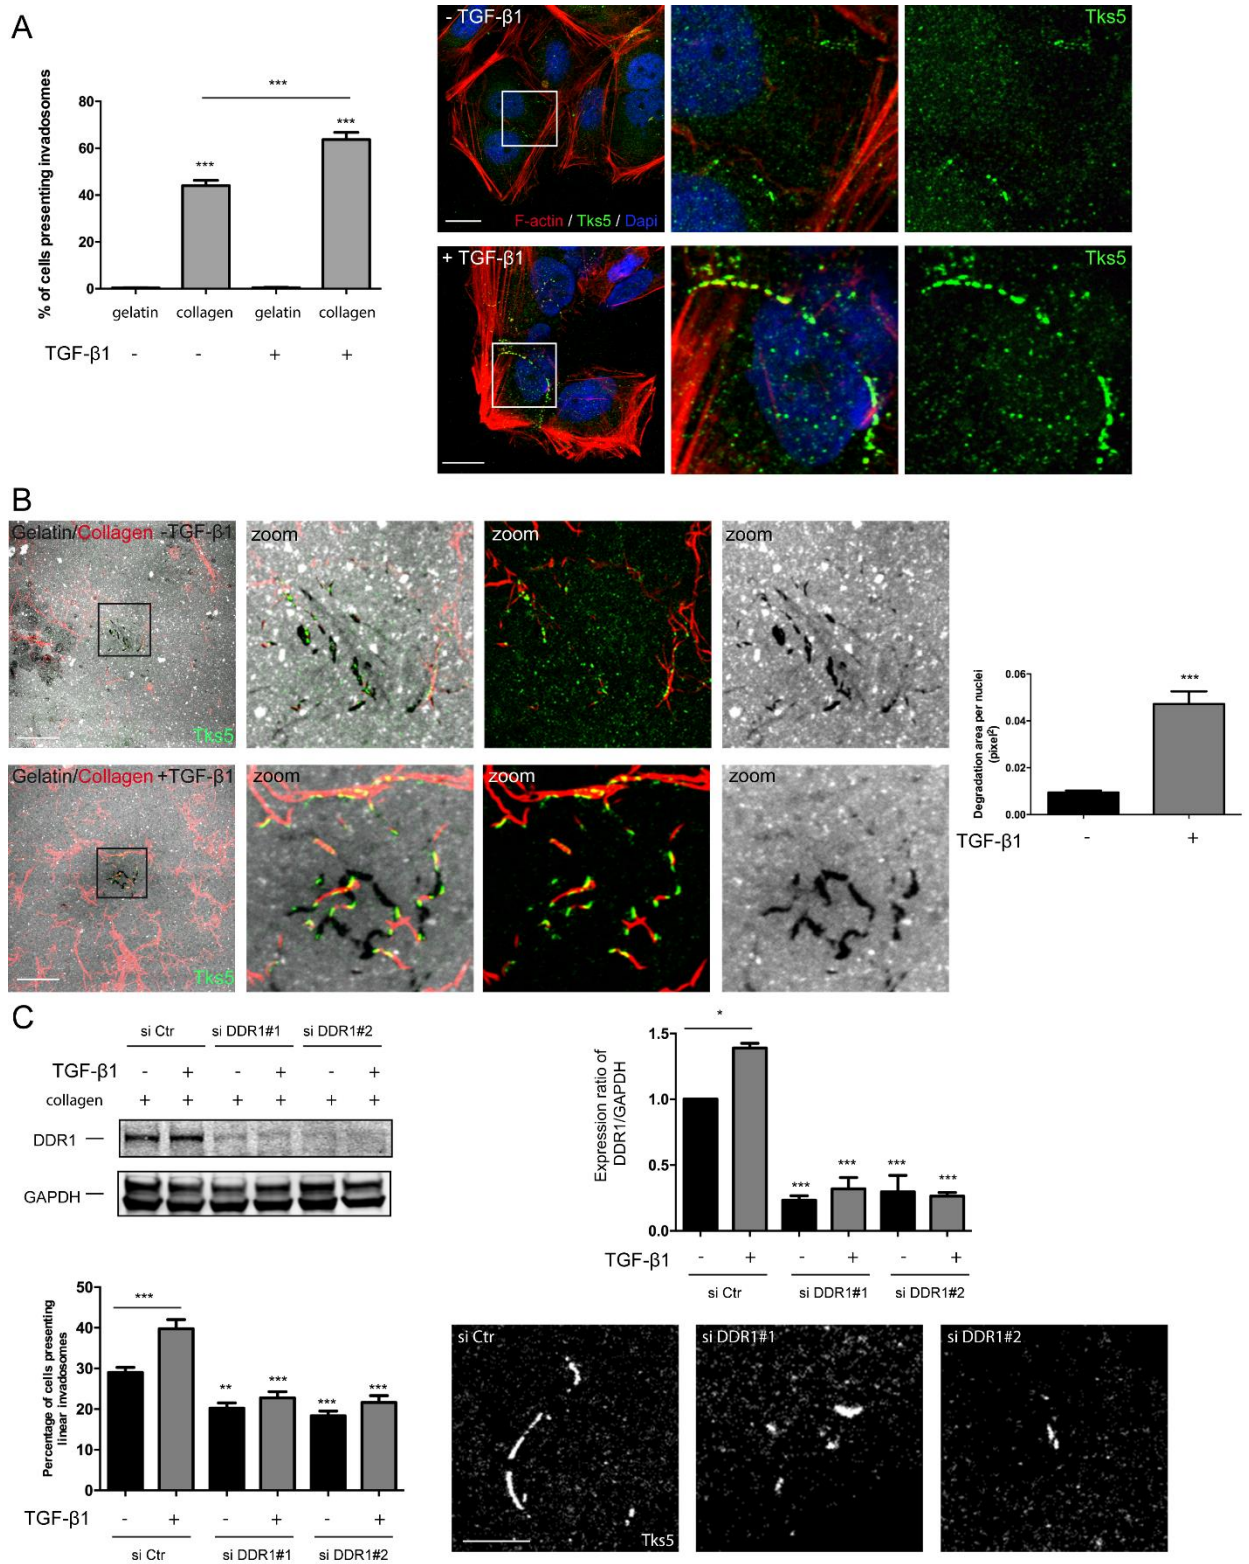 A
- TGF-β1
Tks5
F-actin / Tks5 / Dapi
+ TGF-β1
Tks5
% of cells presenting invadosomes
80
60
40
20
0
***
***
***
gelatin collagen gelatin collagen
TGF-β1 - - + +
B
Gelatin/Collagen -TGF-β1
Tks5
zoom
zoom
zoom
Gelatin/Collagen +TGF-β1
Tks5
zoom
zoom
zoom
Degradation area per nuclei
(pixel²)
0.06
0.04
0.02
0.00
***
TGF-β1 - +
C
si Ctr si DDR1#1 si DDR1#2
TGF-β1 - + - + - +
collagen + + + + + +
DDR1
GAPDH
Expression ratio of
DDR1/GAPDH
1.5
1.0
0.5
0.0
*
*** *** *** ***
TGF-β1 - + - + - +
si Ctr si DDR1#1 si DDR1#2
Percentage of cells presenting
linear invadosomes
50
40
30
20
10
0
***
** *** *** ***
TGF-β1 - + - + - +
si Ctr si DDR1#1 si DDR1#2
si Ctr
Tks5
si DDR1#1
si DDR1#2